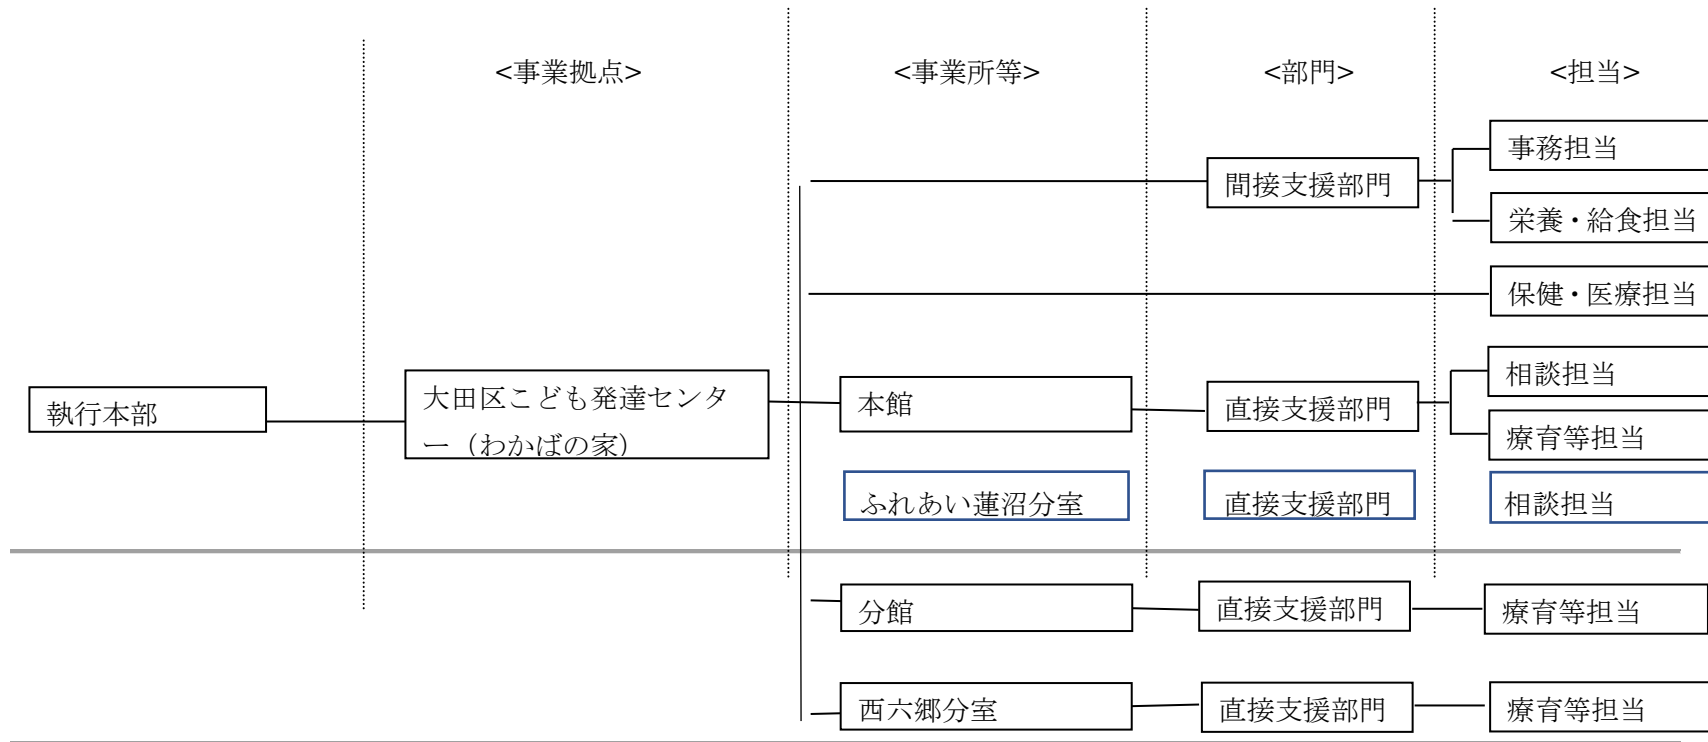 <事業拠点>
<事業所等>
<部門>
<担当>
事務担当
間接支援部門
栄養・給食担当
保健・医療担当
執行本部
大田区こども発達センタ
ー（わかばの家）
本館
直接支援部門
相談担当
療育等担当
ふれあい蓮沼分室
直接支援部門
相談担当
分館
直接支援部門
療育等担当
西六郷分室
直接支援部門
療育等担当